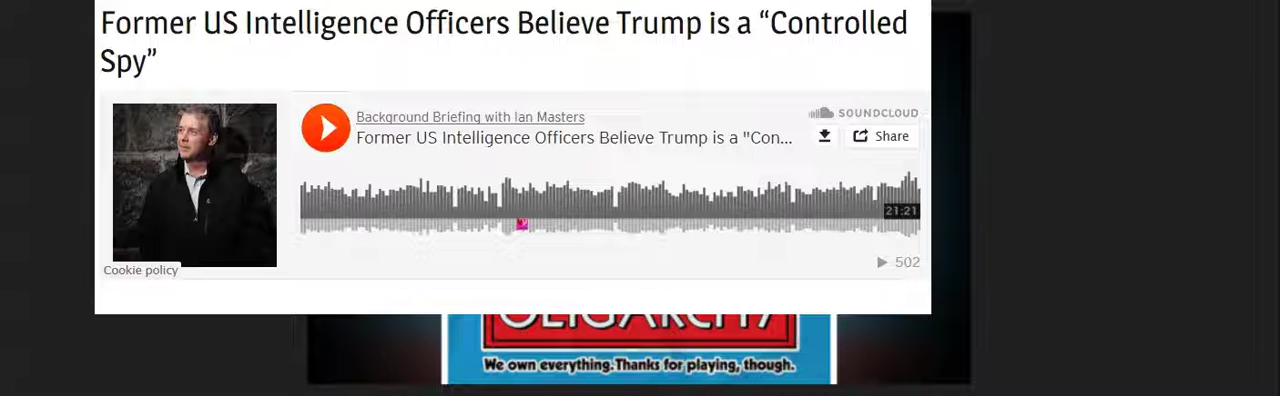 Former US Intelligence Officers Believe Trump is a “Controlled
Spy”
Background Briefing with Ian Masters
SOUNDCLOUD
Former US Intelligence Officers Believe Trump is a "Con...
Share
21:21
Cookie policy
502
OLIGARCHY
We own everything. Thanks for playing, though.